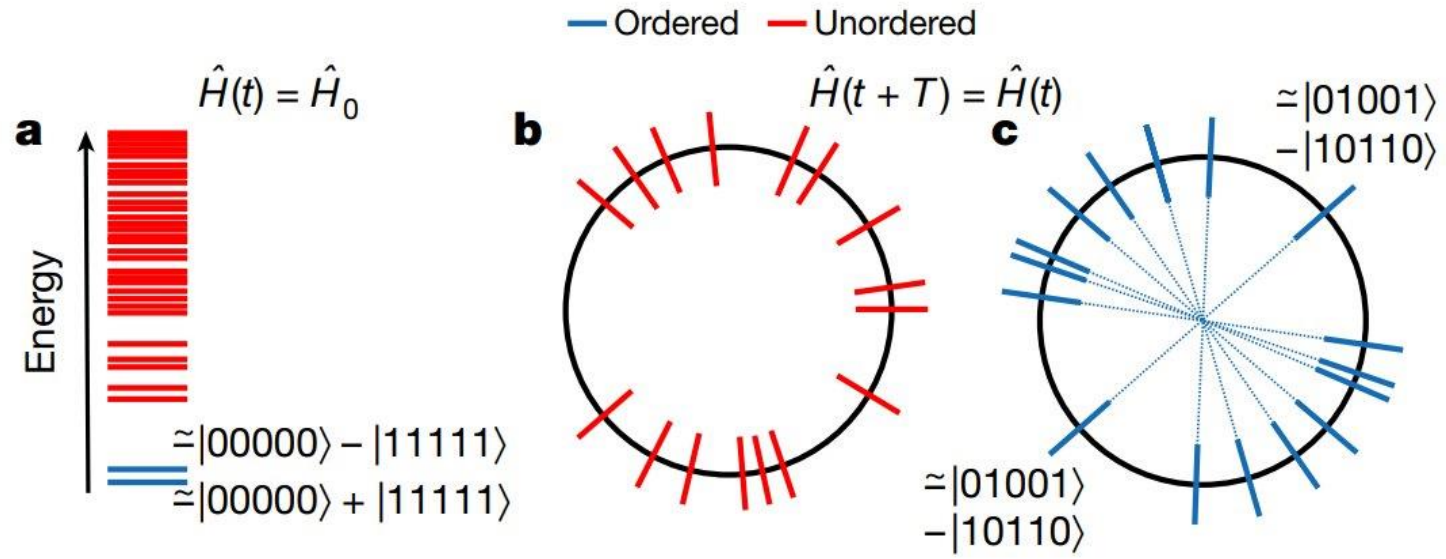 Ordered Unordered
Ĥ(t) = Ĥ₀
Ĥ(t + T) = Ĥ(t)
a
b
c
Energy
≃|00000⟩ − |11111⟩
≃|00000⟩ + |11111⟩
≃|01001⟩
−|10110⟩
≃|01001⟩
−|10110⟩